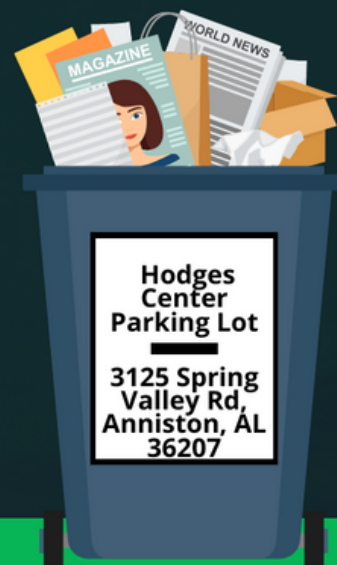 WORLD NEWS
MAGAZINE
Hodges
Center
Parking Lot
3125 Spring
Valley Rd,
Anniston, AL
36207